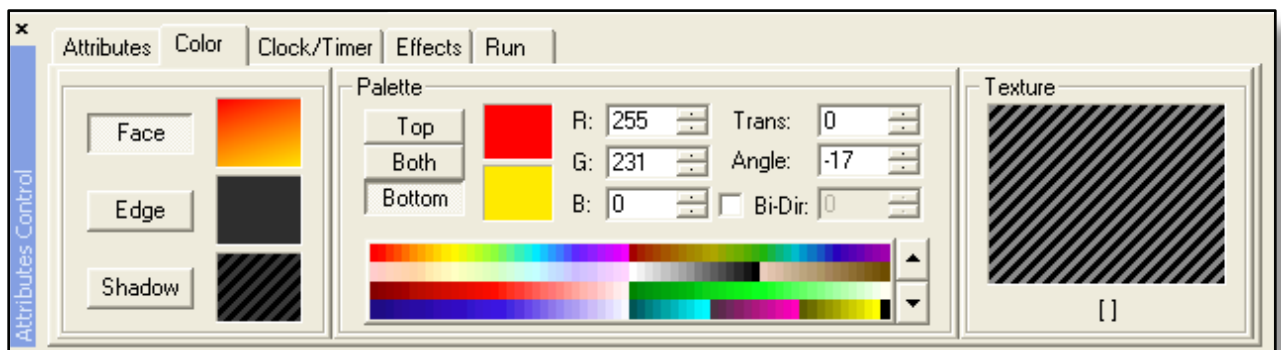 ×
Attributes Color Clock/Timer Effects Run
Attributes Control
Face
Edge
Shadow
Palette
Top
Both
Bottom
R: 255 Trans: 0
G: 231 Angle: -17
B: 0 Bi-Dir: 0
Texture
[ ]